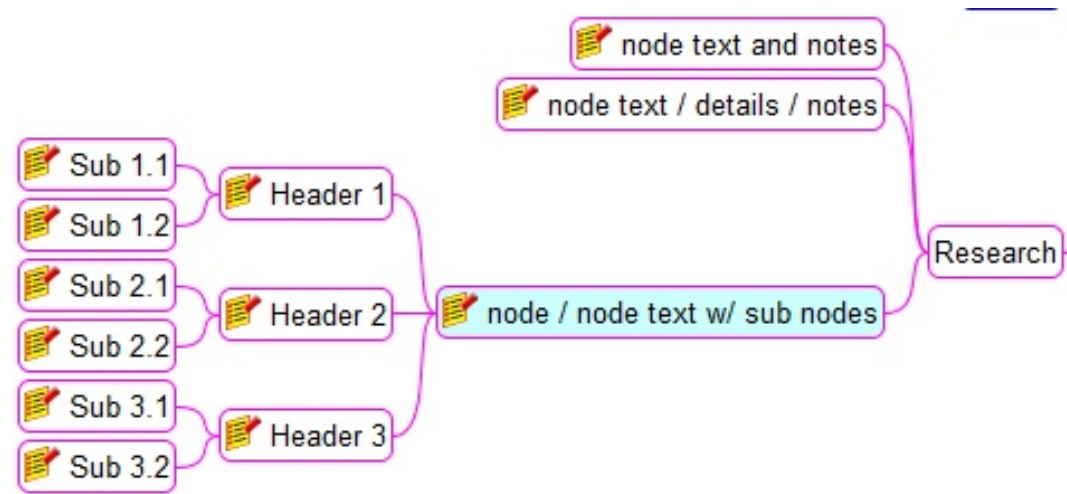 node text and notes
node text / details / notes
Sub 1.1
Header 1
Sub 1.2
Research
Sub 2.1
Header 2
node / node text w/ sub nodes
Sub 2.2
Sub 3.1
Header 3
Sub 3.2